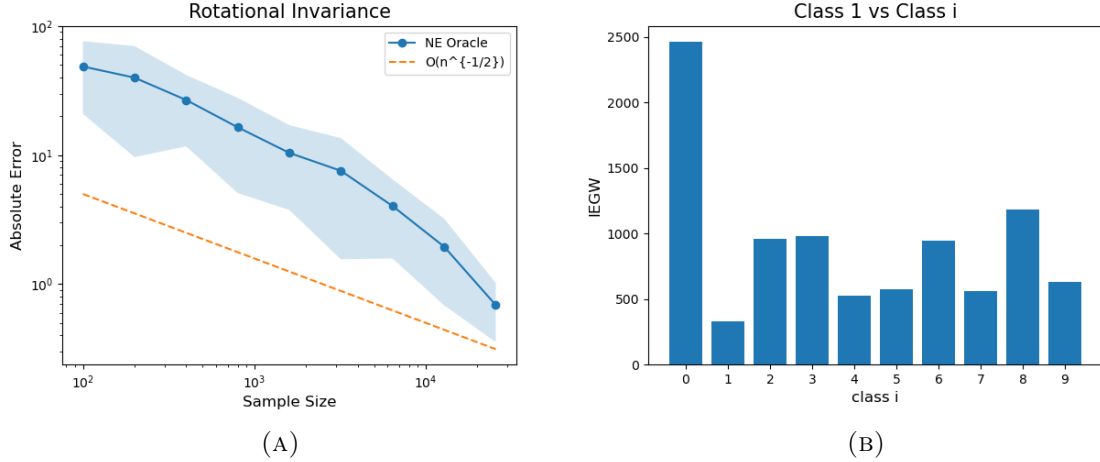 Rotational Invariance
10^2
10^1
10^0
Absolute Error
NE Oracle
O(n^{-1/2})
10^2
10^3
10^4
Sample Size
(A)
Class 1 vs Class i
2500
2000
1500
1000
500
0
IEGW
0 1 2 3 4 5 6 7 8 9
class i
(B)